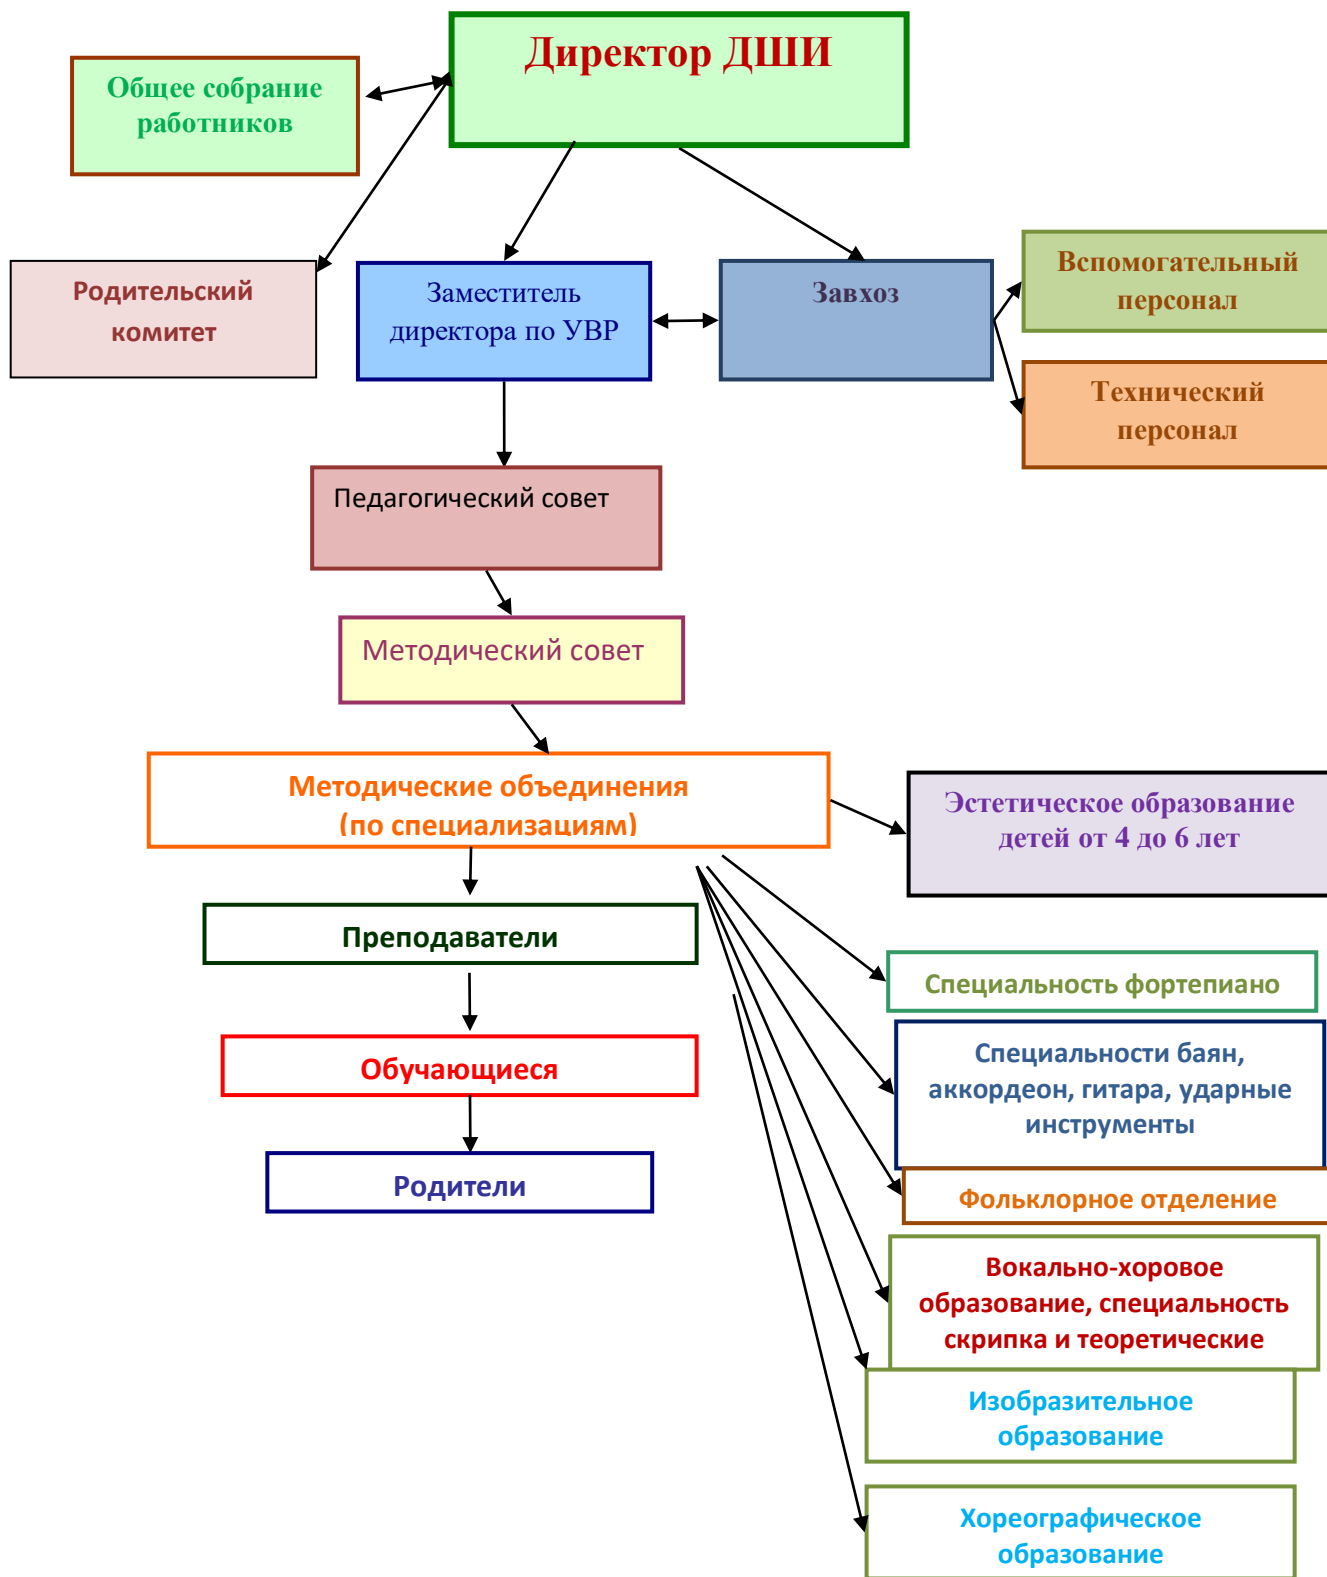 Директор ДШИ
Общее собрание
работников
Родительский
комитет
Заместитель
директора по УВР
Завхоз
Вспомогательный
персонал
Технический
персонал
Педагогический совет
Методический совет
Методические объединения
(по специализациям)
Эстетическое образование
детей от 4 до 6 лет
Преподаватели
Обучающиеся
Родители
Специальность фортепиано
Специальности баян,
аккордеон, гитара, ударные
инструменты
Фольклорное отделение
Вокально-хоровое
образование, специальность
скрипка и теоретические
Изобразительное
образование
Хореографическое
образование